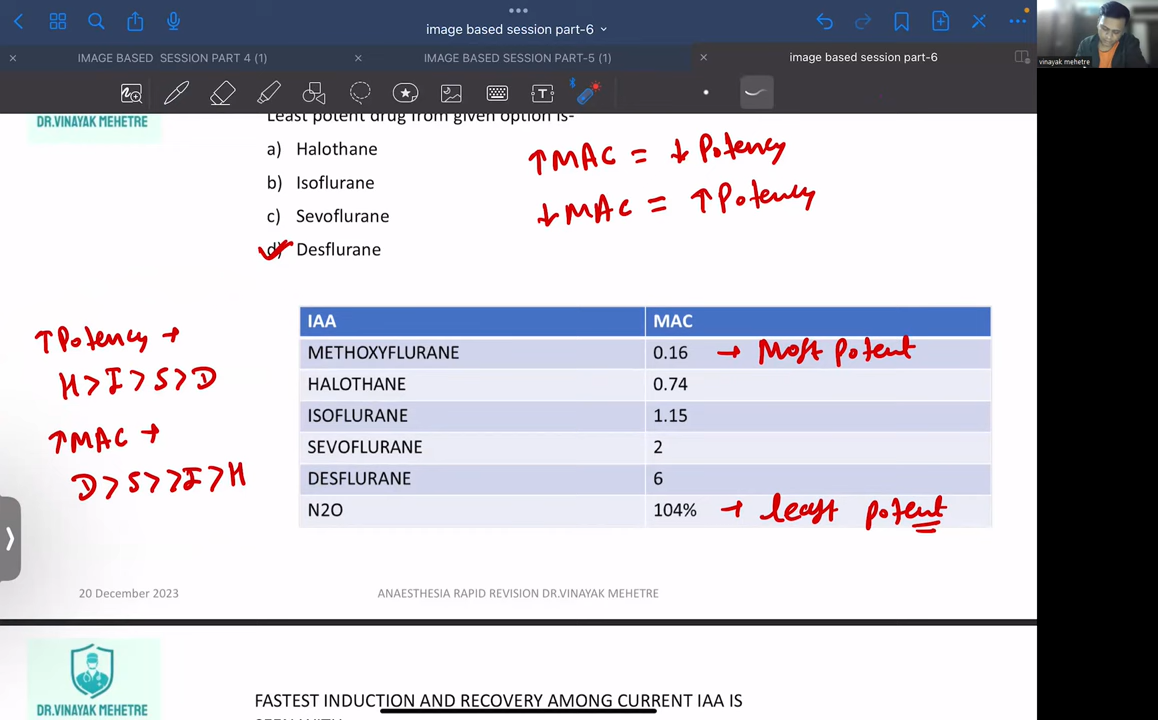 image based session part-6
IMAGE BASED SESSION PART 4 (1)
IMAGE BASED SESSION PART-5 (1)
image based session part-6
vinayak mehetre
DR.VINAYAK MEHETRE
Least potent drug from given option is-
a) Halothane
b) Isoflurane
c) Sevoflurane
d) Desflurane
↑MAC = ↓ Potency
↓MAC = ↑Potency
↑Potency →
H > I > S > D
↑MAC →
D > S >> I > H
IAA MAC
METHOXYFLURANE 0.16 → Most potent
HALOTHANE 0.74
ISOFLURANE 1.15
SEVOFLURANE 2
DESFLURANE 6
N2O 104% → least potent
20 December 2023
ANAESTHESIA RAPID REVISION DR.VINAYAK MEHETRE
DR.VINAYAK MEHETRE
FASTEST INDUCTION AND RECOVERY AMONG CURRENT IAA IS
SEEN WITH